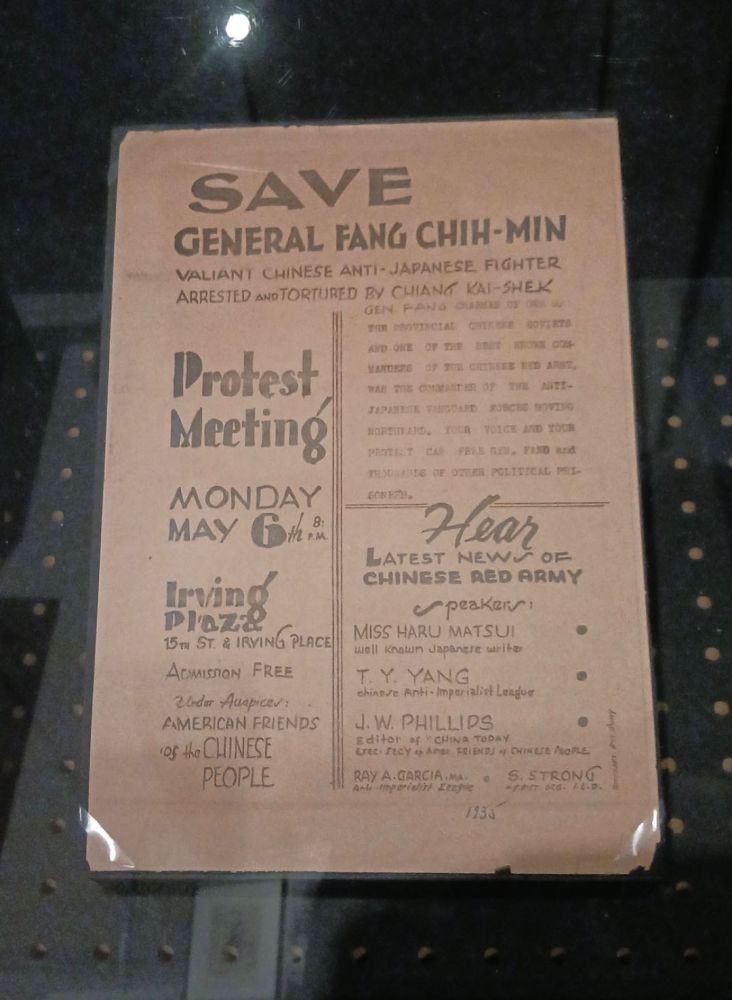 SAVE
GENERAL FANG CHIH-MIN
VALIANT CHINESE ANTI-JAPANESE FIGHTER
ARRESTED AND TORTURED BY CHIANG KAI-SHEK
Protest
Meeting
MONDAY
MAY 6th 8: P.M.
Irving
Plaza
15TH ST. & IRVING PLACE
ADMISSION FREE
Under Auspices:
AMERICAN FRIENDS
of the CHINESE
PEOPLE
GEN FANG CHARMAN OF ONE
THE PROVINCIAL CHINESE SOVIETS
AND ONE OF THE BEST KNOWN COM-
MANDERS OF THE CHINESE RED ARMY,
WAS THE COMMANDER OF THE ANTI-
JAPANESE VANGUARD FORCES MOVING
NORTHWARD. YOUR VOICE AND YOUR
PROTEST CAN FREE GEN. FANG and
THOUSANDS OF OTHER POLITICAL PRI-
SONERS.
Hear
LATEST NEWS OF
CHINESE RED ARMY
Speakers:
MISS HARU MATSUI
well known Japanese writer
T. Y. YANG
chinese Anti-Imperialist League
J. W. PHILLIPS
Editor of "CHINA TODAY
EXEC. SEC'Y of AMER. FRIENDS of CHINESE PEOPLE
RAY A. GARCIA, MA.
Anti-imperialist League
S. STRONG
DIST. ORG. I.L.D.
1935